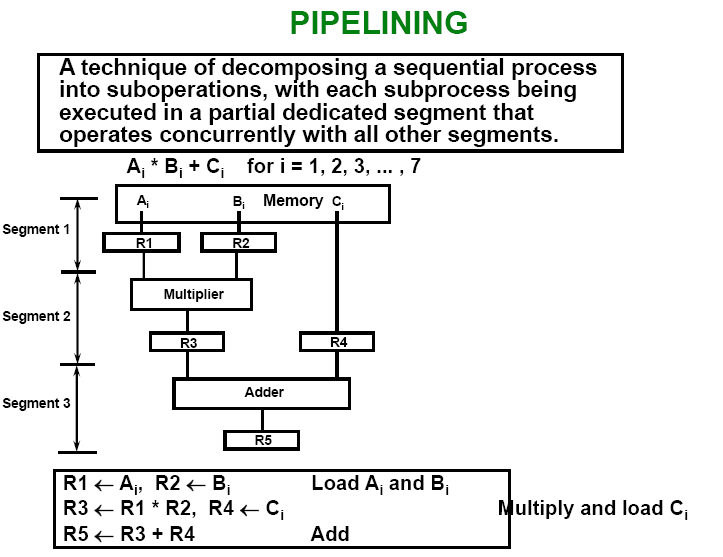 PIPELINING
A technique of decomposing a sequential process
into suboperations, with each subprocess being
executed in a partial dedicated segment that
operates concurrently with all other segments.
Ai * Bi + Ci for i = 1, 2, 3, ... , 7
Ai Bi Memory Ci
Segment 1
R1 R2
Multiplier
Segment 2
R3 R4
Adder
Segment 3
R5
R1 ← Ai, R2 ← Bi Load Ai and Bi
R3 ← R1 * R2, R4 ← Ci Multiply and load Ci
R5 ← R3 + R4 Add